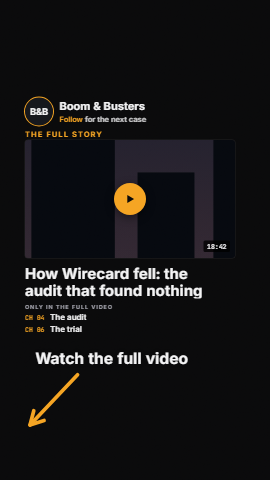 B&B
Boom & Busters
Follow for the next case
THE FULL STORY
18:42
How Wirecard fell: the
audit that found nothing
ONLY IN THE FULL VIDEO
CH 04 The audit
CH 06 The trial
Watch the full video